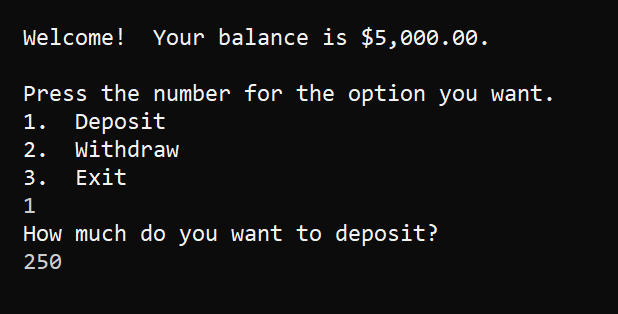 Welcome!  Your balance is $5,000.00.
Press the number for the option you want.
1.  Deposit
2.  Withdraw
3.  Exit
1
How much do you want to deposit?
250